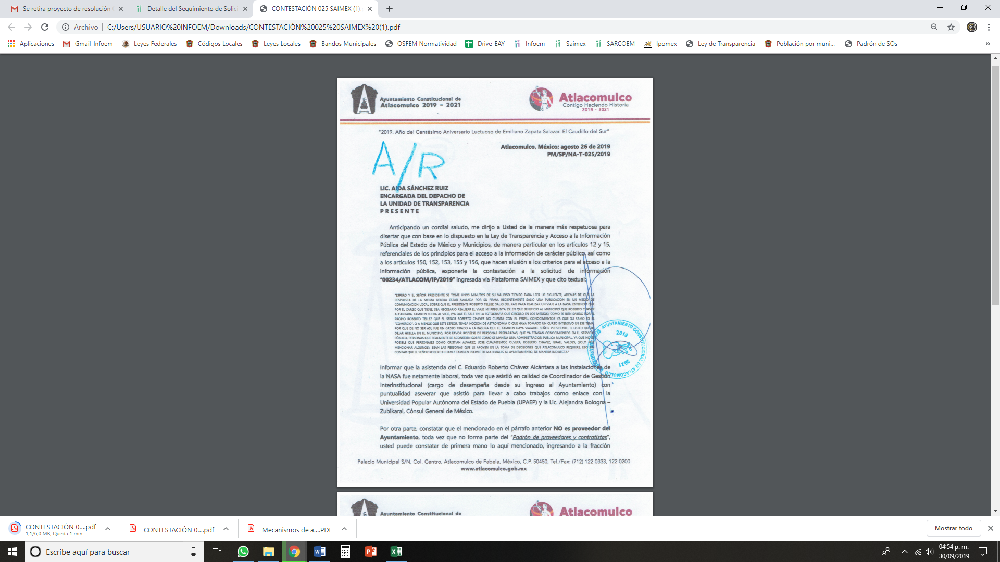 Se retira proyecto de resolución
Detalle del Seguimiento de Solici
CONTESTACIÓN 025 SAIMEX (1).
Archivo
C:/Users/USUARIO%20INFOEM/Downloads/CONTESTACIÓN%20025%20SAIMEX%20(1).pdf
Aplicaciones
Gmail-Infoem
Leyes Federales
Códigos Locales
Leyes Locales
Bandos Municipales
OSFEM Normatividad
Drive-EAY
Infoem
Saimex
SARCOEM
Ipomex
Ley de Transparencia
Población por muni...
Padrón de SOs
»
Ayuntamiento Constitucional de
Atlacomulco 2019 - 2021
Atlacomulco
Contigo Haciendo Historia
2019 - 2021
"2019. Año del Centésimo Aniversario Luctuoso de Emiliano Zapata Salazar. El Caudillo del Sur"
A/R
Atlacomulco, México; agosto 26 de 2019
PM/SP/NA-T-025/2019
LIC. AIDA SÁNCHEZ RUIZ
ENCARGADA DEL DEPACHO DE
LA UNIDAD DE TRANSPARENCIA
P R E S E N T E
Anticipando un cordial saludo, me dirijo a Usted de la manera más respetuosa para
disertar que con base en lo dispuesto en la Ley de Transparencia y Acceso a la Información
Pública del Estado de México y Municipios, de manera particular en los artículos 12 y 15,
referenciales de los principios para el acceso a la información de carácter público, así como
a los artículos 150, 152, 153, 155 y 156, que hacen alusión a los criterios para el acceso a la
información pública, exponerle la contestación a la solicitud de información
"00234/ATLACOM/IP/2019" ingresada vía Plataforma SAIMEX y que cito textual:
"ESPERO Y EL SEÑOR PRESIDENTE SE TOME UNOS MINUTOS DE SU VALIOSO TIEMPO PARA LEER LO SIGUIENTE; ADEMAS DE QUE LA
RESPUESTA DE LA MISMA DEBERA ESTAR AVALADA POR SU FIRMA. RECIENTEMENTE SALIO UNA PUBLICACION EN UN MEDIO DE
COMUNICACION LOCAL SOBRE QUE EL PRESIDENTE ROBERTO TELLEZ, SALIO DEL PAIS PARA REALIZAR UN VIAJE A LA NASA, ENTIENDO QUE
POR EL CARGO QUE TIENE, SEA NECESARIO REALIZAR EL VIAJE, MI PREGUNTA ES: EN QUE BENEFICIO AL MUNICIPIO QUE ROBERTO CHAVEZ
ALCANTARA, TAMBIEN FUERA AL VIAJE, (YA QUE ÉL SALE EN LA FOTOGRAFIA QUE CIRCULO EN LOS MEDIOS), COMO ES BIEN SABIDO POR EL
PROPIO ROBERTO TELLEZ QUE EL SEÑOR ROBERTO CHAVEZ NO CUENTA CON EL PERFIL, CONOCIMIENTOS YA QUE SU RAMO ES EL
"COMERCIO", O A MENOS QUE ESTE SEÑOR, TENGA NOCION DE ASTRONOMIA O QUE HAYA TOMADO UN CURSO INTENSIVO EN ESE TEMA,
POR QUE DE NO SER ASI, FUE UN GASTO TIRADO A LA BASURA QUE EL TAMBIEN HAYA VIAJADO. SEÑOR PRESIDENTE, SI USTED QUIERE
DEJAR HUELLA EN EL MUNICIPIO, POR FAVOR RODÉESE DE PERSONAS PREPARADAS, QUE YA TENGAN CONOCIMIENTOS EN EL SERVICIO
PÚBLICO, PERSONAS QUE REALMENTE LE ACONSEJEN SOBRE COMO SE MANEJA UNA ADMINISTRACION PUBLICA MUNICIPAL, YA QUE NO ES
POSIBLE QUE PERSONAJES COMO CRISTIAN ALVAREZ, JOSE CUAUHTEMOC OLVERA, ROBERTO CHAVEZ, ISRAEL VALDES, (SOLO POR
MENCIONAR ALGUNOS), SEAN LAS PERSONAS QUE LE APOYEN EN LA TOMA DE DECISIONES QUE ATLACOMULCO REQUIERE, ESO SIN
CONTAR QUE EL SEÑOR ROBERTO CHAVEZ TAMBIEN PROVEE DE MATERIALES AL AYUNTAMIENTO, DE MANERA INDIRECTA."
AYUNTAMIENTO CONSTITUCIONAL DE ATLACOMULCO
2019
2021
Informar que la asistencia del C. Eduardo Roberto Chávez Alcántara a las instalaciones de
la NASA fue netamente laboral, toda vez que asistió en calidad de Coordinador de Gestión
Interinstitucional (cargo de desempeña desde su ingreso al Ayuntamiento) con
puntualidad aseverar que asistió para llevar a cabo trabajos como enlace con la
Universidad Popular Autónoma del Estado de Puebla (UPAEP) y la Lic. Alejandra Bologna –
Zubikarai, Cónsul General de México.
Por otra parte, constatar que el mencionado en el párrafo anterior NO es proveedor del
Ayuntamiento, toda vez que no forma parte del "Padrón de proveedores y contratistas",
usted puede constatar de primera mano lo aquí mencionado, ingresando a la fracción
Palacio Municipal S/N, Col. Centro, Atlacomulco de Fabela, México, C.P. 50450, Tel./Fax: (712) 122 0333, 122 0200
www.atlacomulco.gob.mx
Ayuntamiento Constitucional de
Atlacomulco
CONTESTACIÓN 0....pdf
1,1/6,0 MB, Queda 1 min
CONTESTACIÓN 0....pdf
Mecanismos de a....PDF
Mostrar todo
Escribe aquí para buscar
04:54 p. m.
30/09/2019